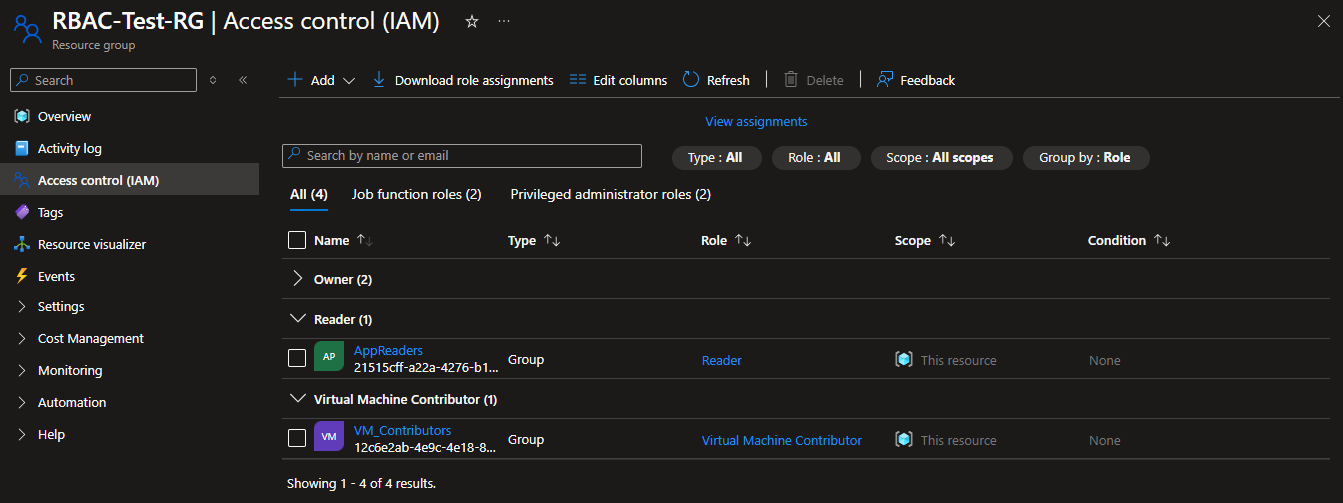 RBAC-Test-RG | Access control (IAM) ☆ ···
Resource group
Search
Overview
Activity log
Access control (IAM)
Tags
Resource visualizer
Events
Settings
Cost Management
Monitoring
Automation
Help
Add Download role assignments Edit columns Refresh Delete Feedback
View assignments
Search by name or email Type : All Role : All Scope : All scopes Group by : Role
All (4) Job function roles (2) Privileged administrator roles (2)
Name Type Role Scope Condition
Owner (2)
Reader (1)
AP AppReaders Group Reader This resource None
21515cff-a22a-4276-b1...
Virtual Machine Contributor (1)
VM VM_Contributors Group Virtual Machine Contributor This resource None
12c6e2ab-4e9c-4e18-8...
Showing 1 - 4 of 4 results.